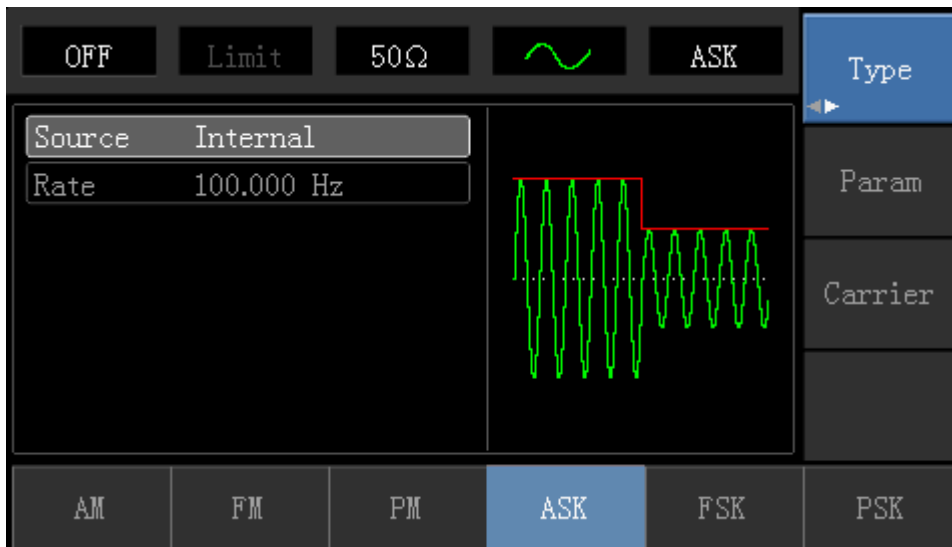 OFF Limit 50Ω ASK
Type
Source Internal
Rate 100.000 Hz
Param
Carrier
AM FM PM ASK FSK PSK